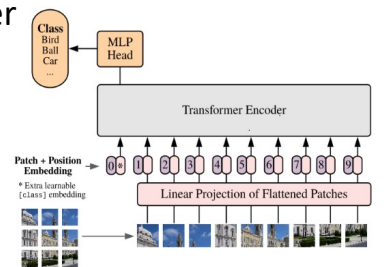 er
Class
Bird
Ball
Car
...
MLP
Head
Transformer Encoder
Patch + Position
Embedding
0 * 1 2 3 4 5 6 7 8 9
* Extra learnable
[class] embedding
Linear Projection of Flattened Patches